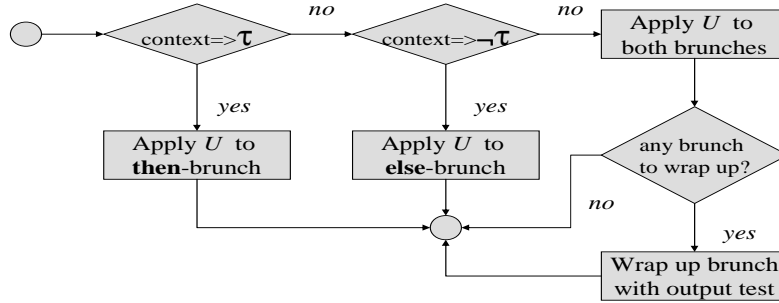 no
no
context=>τ
context=>¬τ
Apply U to
both brunches
yes
yes
Apply U to
then-brunch
Apply U to
else-brunch
any brunch
to wrap up?
no
yes
Wrap up brunch
with output test